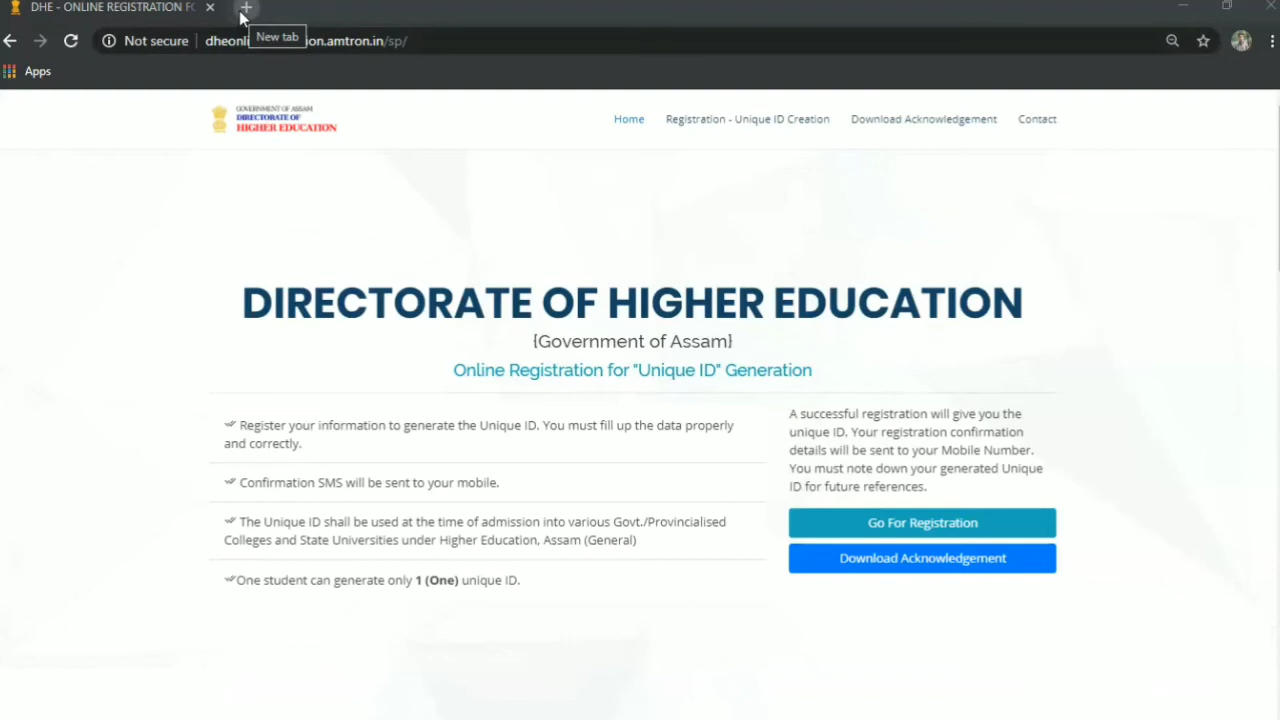 DHE - ONLINE REGISTRATION FO
New tab
Not secure
dheonli
ion.amtron.in/sp/
Apps
GOVERNMENT OF ASSAM
DIRECTORATE OF
HIGHER EDUCATION
Home
Registration - Unique ID Creation
Download Acknowledgement
Contact
DIRECTORATE OF HIGHER EDUCATION
{Government of Assam}
Online Registration for "Unique ID" Generation
Register your information to generate the Unique ID. You must fill up the data properly
and correctly.
Confirmation SMS will be sent to your mobile.
The Unique ID shall be used at the time of admission into various Govt./Provincialised
Colleges and State Universities under Higher Education, Assam (General)
One student can generate only 1 (One) unique ID.
A successful registration will give you the
unique ID. Your registration confirmation
details will be sent to your Mobile Number.
You must note down your generated Unique
ID for future references.
Go For Registration
Download Acknowledgement